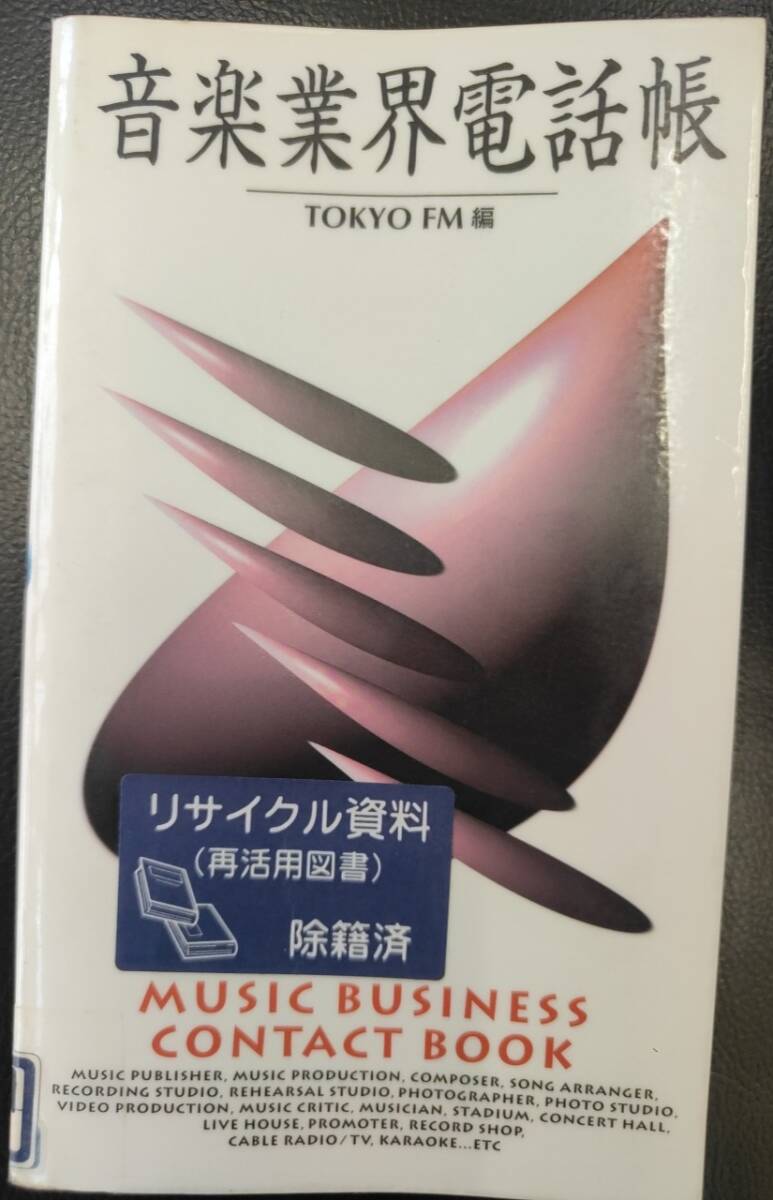 音楽業界電話帳
TOKYO FM 編
リサイクル資料
(再活用図書)
除籍済
MUSIC BUSINESS
CONTACT BOOK
MUSIC PUBLISHER, MUSIC PRODUCTION, COMPOSER, SONG ARRANGER,
RECORDING STUDIO, REHEARSAL STUDIO, PHOTOGRAPHER, PHOTO STUDIO,
VIDEO PRODUCTION, MUSIC CRITIC, MUSICIAN, STADIUM, CONCERT HALL,
LIVE HOUSE, PROMOTER, RECORD SHOP,
CABLE RADIO/TV, KARAOKE...ETC